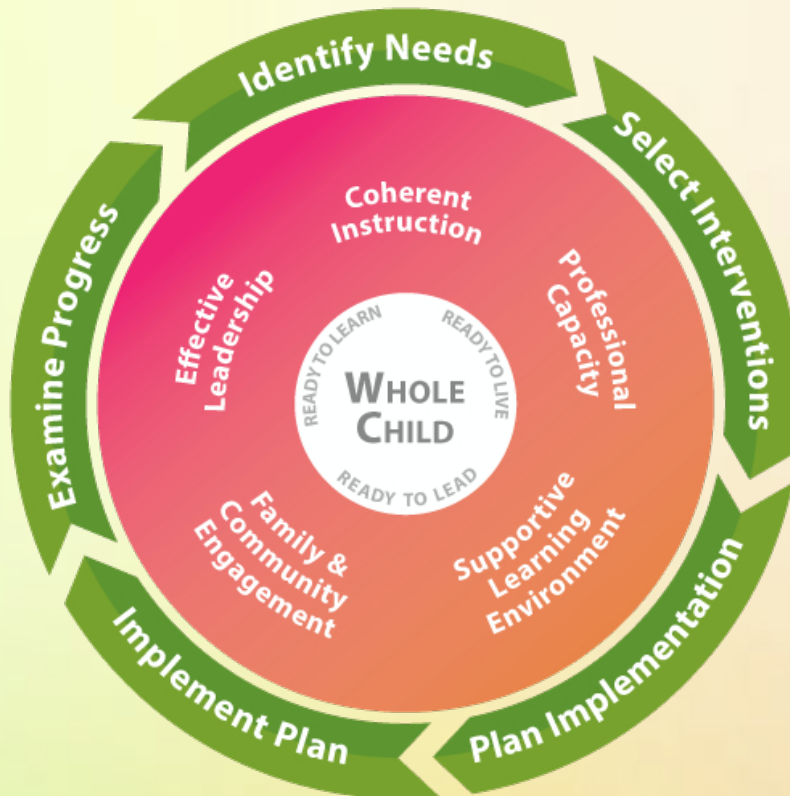 Identify Needs
Select Interventions
Plan Implementation
Implement Plan
Examine Progress
Coherent
Instruction
Professional
Capacity
Supportive
Learning
Environment
Family &
Community
Engagement
Effective
Leadership
READY TO LEARN
READY TO LIVE
WHOLE
CHILD
READY TO LEAD